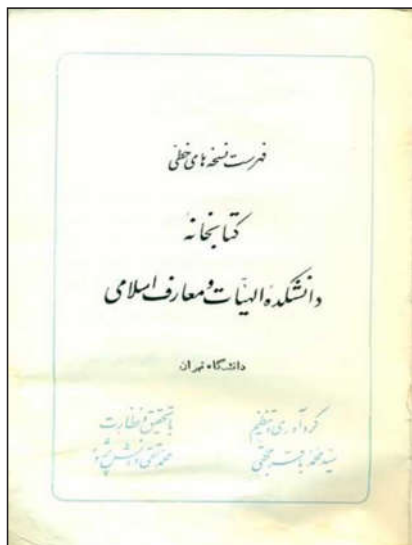 فهرست نسخه‌های خطی
کتابخانهٔ
دانشکدهٔ الهیات و معارف اسلامی
دانشگاه تهران
گردآوری و تنظیم
با تحقیق و نظارت
سید محمد باقر حجتی
محمد تقی دانش پژوه